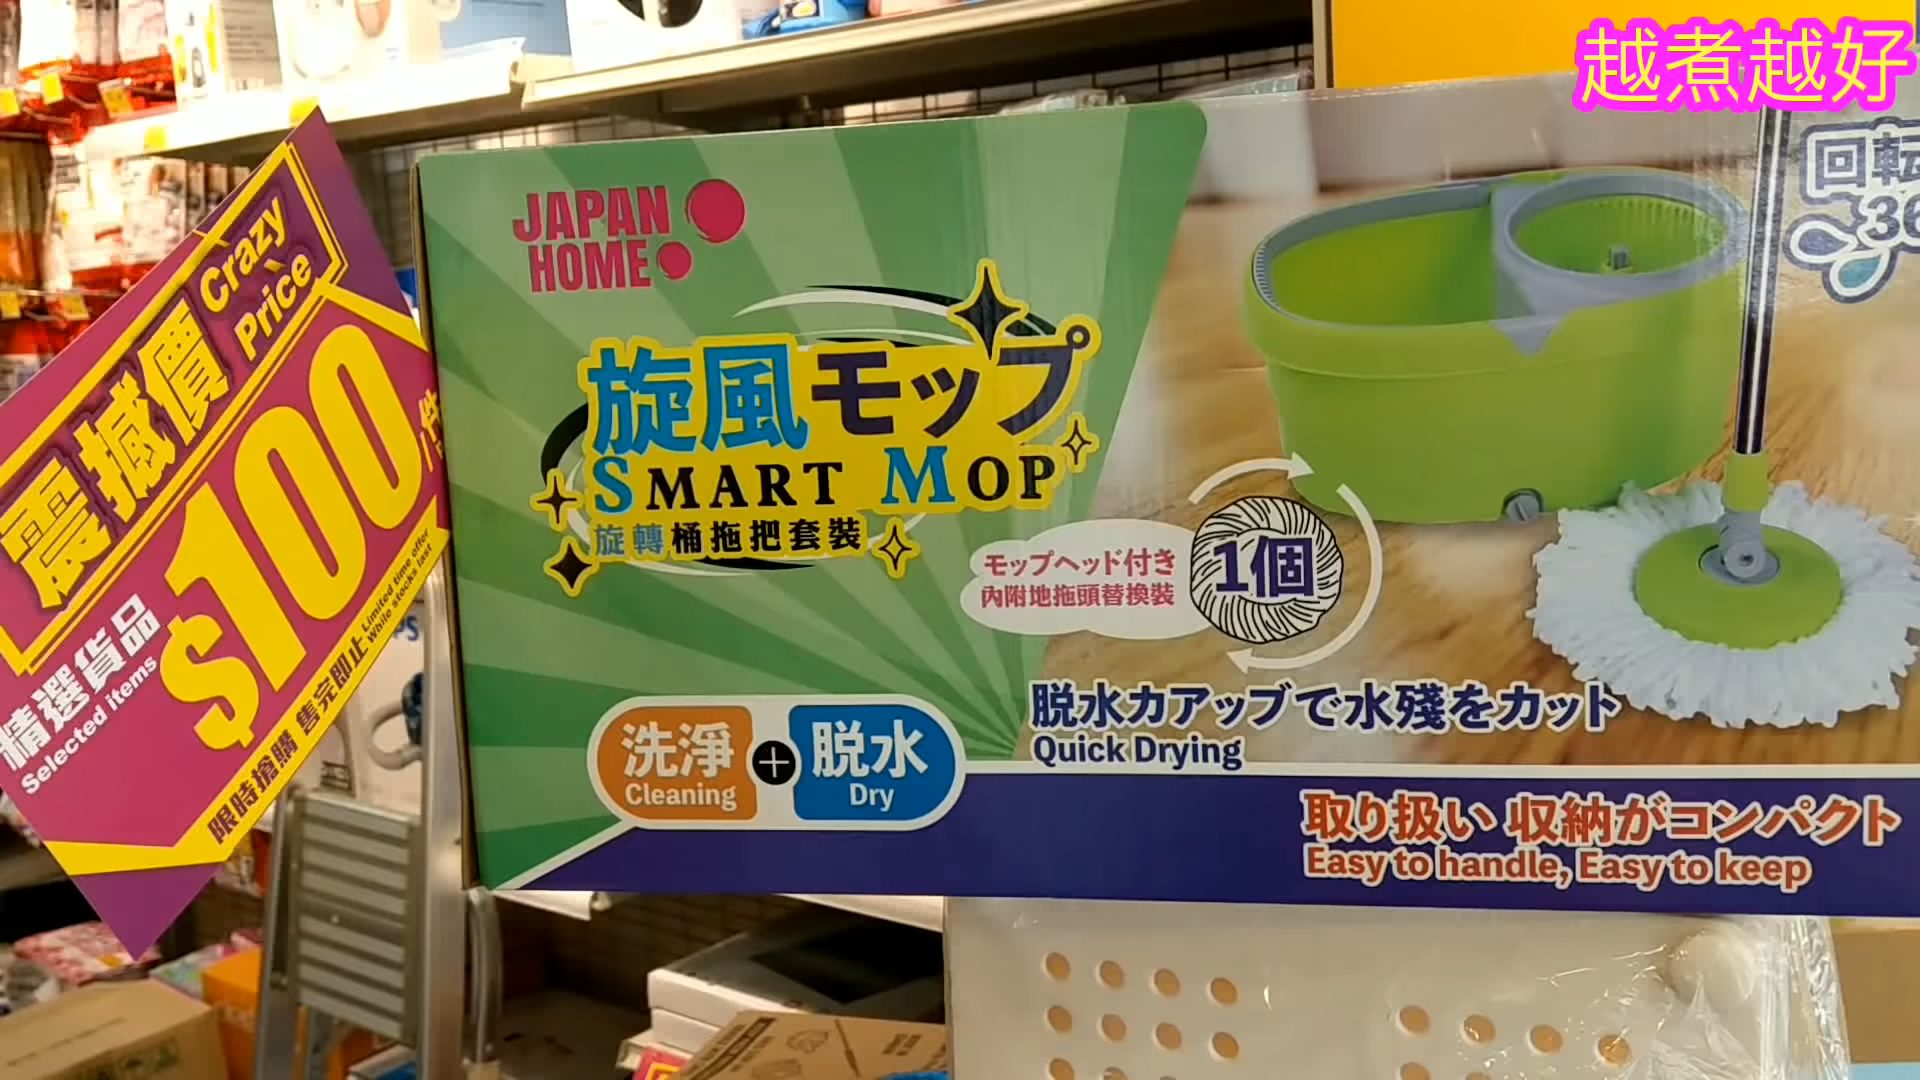 越煮越好
震撼價
Crazy
Price
$100/件
精選貨品
Selected items
限時搶購 售完即止
Limited time offer
While stocks last
JAPAN
HOME
旋風モップ
SMART MOP
旋轉桶拖把套裝
回転
36
モップヘッド付き
內附地拖頭替換裝
1個
脱水力アップで水殘をカット
Quick Drying
洗淨
Cleaning
+
脱水
Dry
取り扱い 収納がコンパクト
Easy to handle, Easy to keep